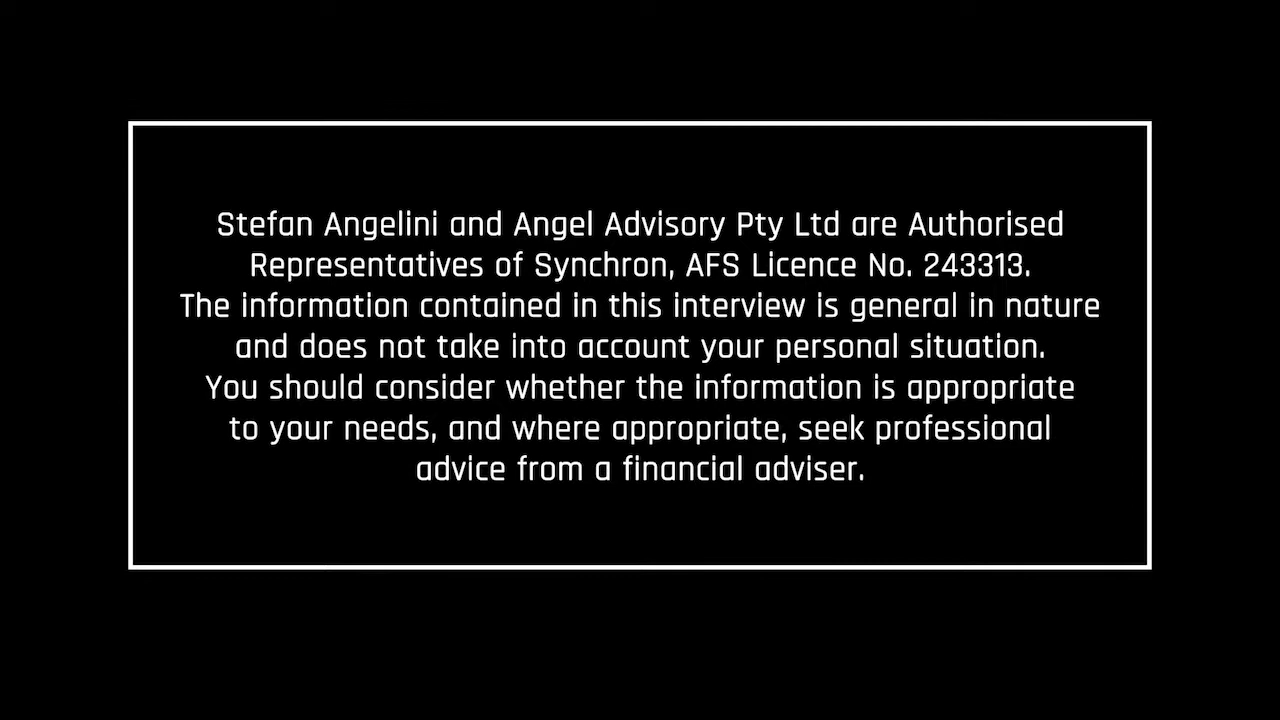 Stefan Angelini and Angel Advisory Pty Ltd are Authorised
Representatives of Synchron, AFS Licence No. 243313.
The information contained in this interview is general in nature
and does not take into account your personal situation.
You should consider whether the information is appropriate
to your needs, and where appropriate, seek professional
advice from a financial adviser.